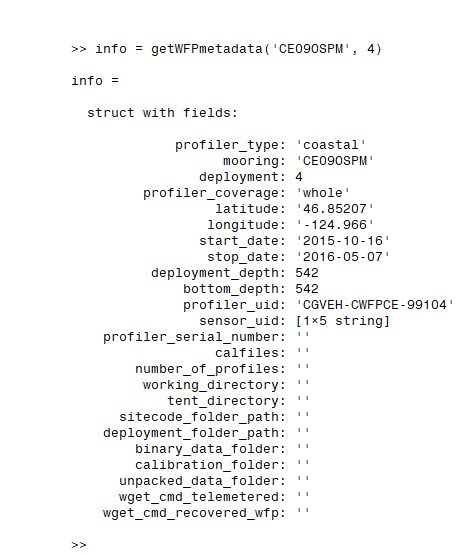 >> info = getWFPmetadata('CE09OSPM', 4)
info =
struct with fields:
profiler_type: 'coastal'
mooring: 'CE09OSPM'
deployment: 4
profiler_coverage: 'whole'
latitude: '46.85207'
longitude: '-124.966'
start_date: '2015-10-16'
stop_date: '2016-05-07'
deployment_depth: 542
bottom_depth: 542
profiler_uid: 'CGVEH-CWFPCE-99104'
sensor_uid: [1×5 string]
profiler_serial_number: ''
calfiles: ''
number_of_profiles: ''
working_directory: ''
tent_directory: ''
sitecode_folder_path: ''
deployment_folder_path: ''
binary_data_folder: ''
calibration_folder: ''
unpacked_data_folder: ''
wget_cmd_telemetered: ''
wget_cmd_recovered_wfp: ''
>>